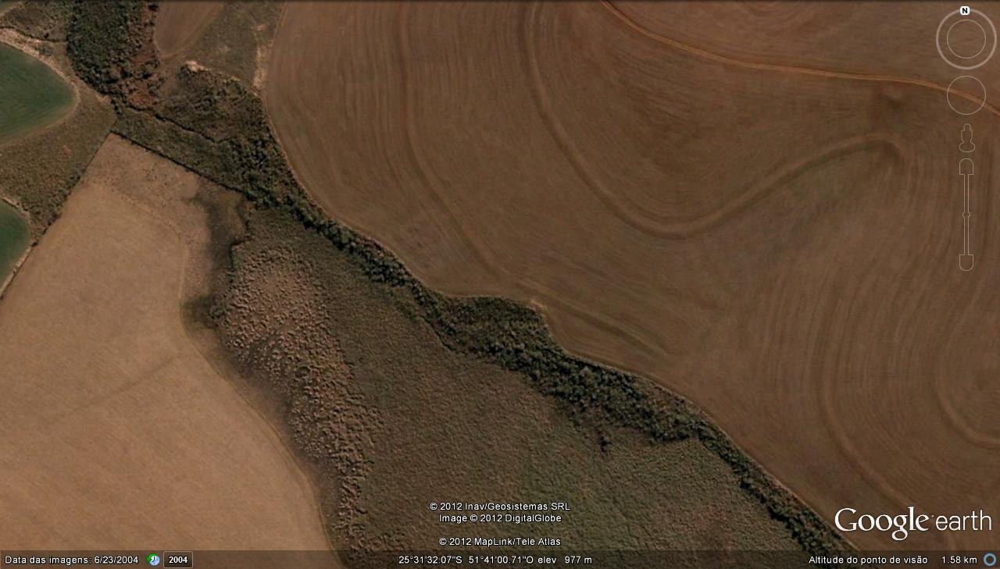 N
© 2012 Inav/Geosistemas SRL
Image © 2012 DigitalGlobe
© 2012 MapLink/Tele Atlas
Google earth
Data das imagens: 6/23/2004 2004 25°31'32.07"S 51°41'00.71"O elev 977 m Altitude do ponto de visão 1.58 km